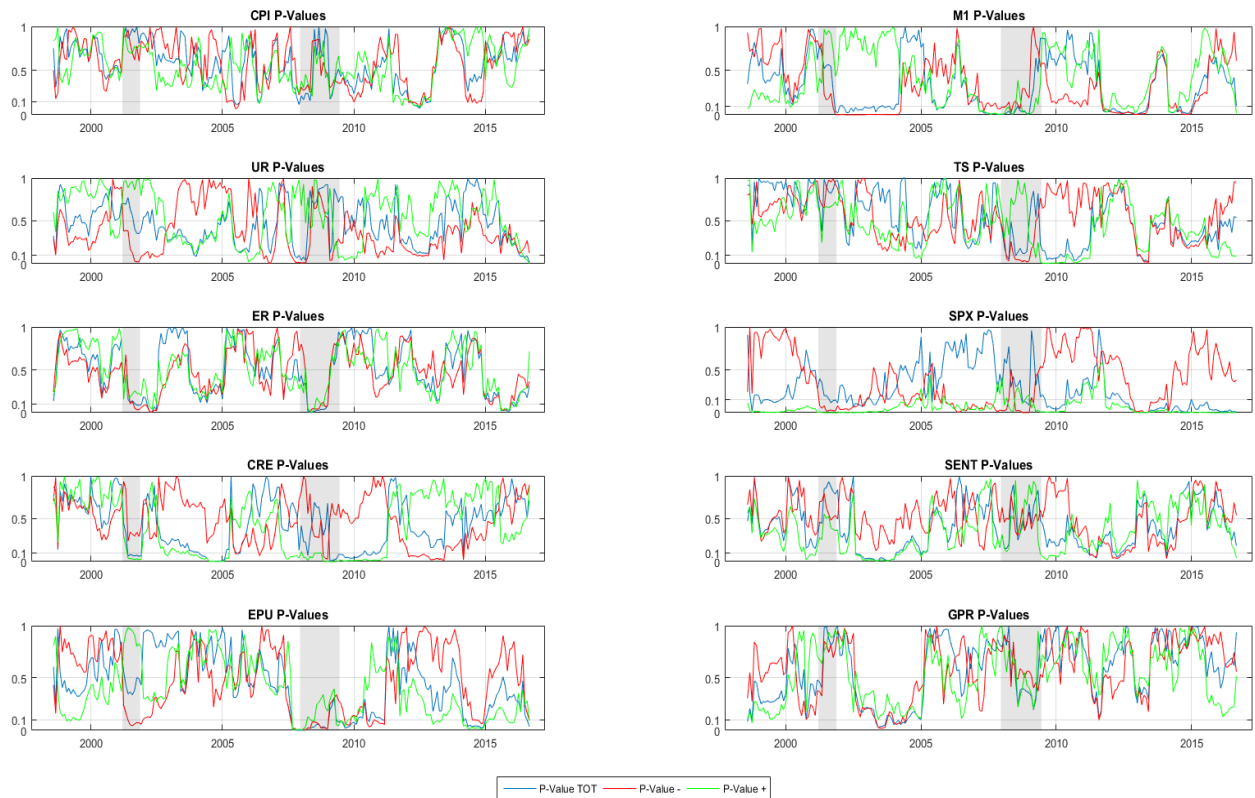 CPI P-Values
1
0.5
0.1
0
2000 2005 2010 2015
M1 P-Values
1
0.5
0.1
0
2000 2005 2010 2015
UR P-Values
1
0.5
0.1
0
2000 2005 2010 2015
TS P-Values
1
0.5
0.1
0
2000 2005 2010 2015
ER P-Values
1
0.5
0.1
0
2000 2005 2010 2015
SPX P-Values
1
0.5
0.1
0
2000 2005 2010 2015
CRE P-Values
1
0.5
0.1
0
2000 2005 2010 2015
SENT P-Values
1
0.5
0.1
0
2000 2005 2010 2015
EPU P-Values
1
0.5
0.1
0
2000 2005 2010 2015
GPR P-Values
1
0.5
0.1
0
2000 2005 2010 2015
P-Value TOT P-Value - P-Value +